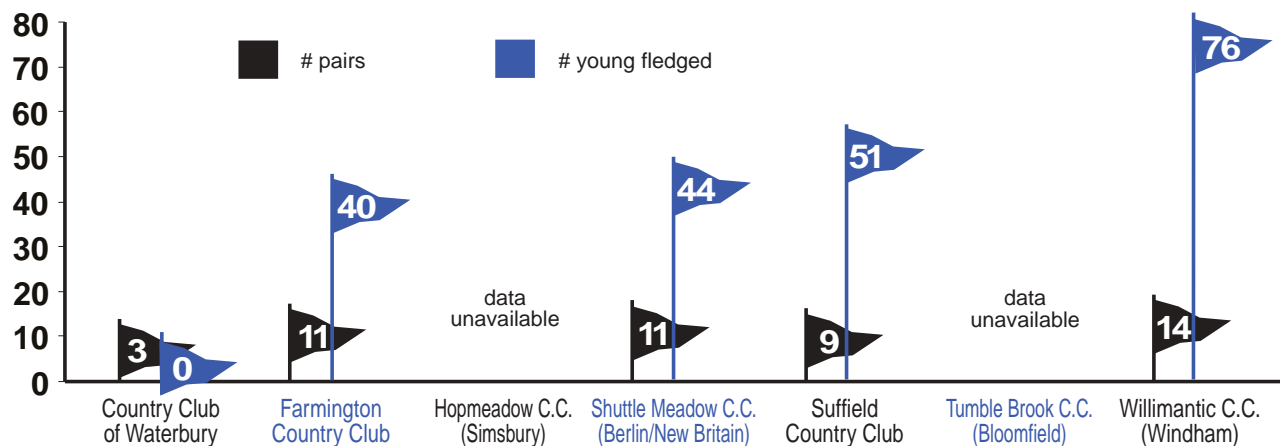 80
70
60
50
40
30
20
10
0
# pairs
# young fledged
3
0
11
40
data
unavailable
11
44
9
51
data
unavailable
14
76
Country Club
of Waterbury
Farmington
Country Club
Hopmeadow C.C.
(Simsbury)
Shuttle Meadow C.C.
(Berlin/New Britain)
Suffield
Country Club
Tumble Brook C.C.
(Bloomfield)
Willimantic C.C.
(Windham)